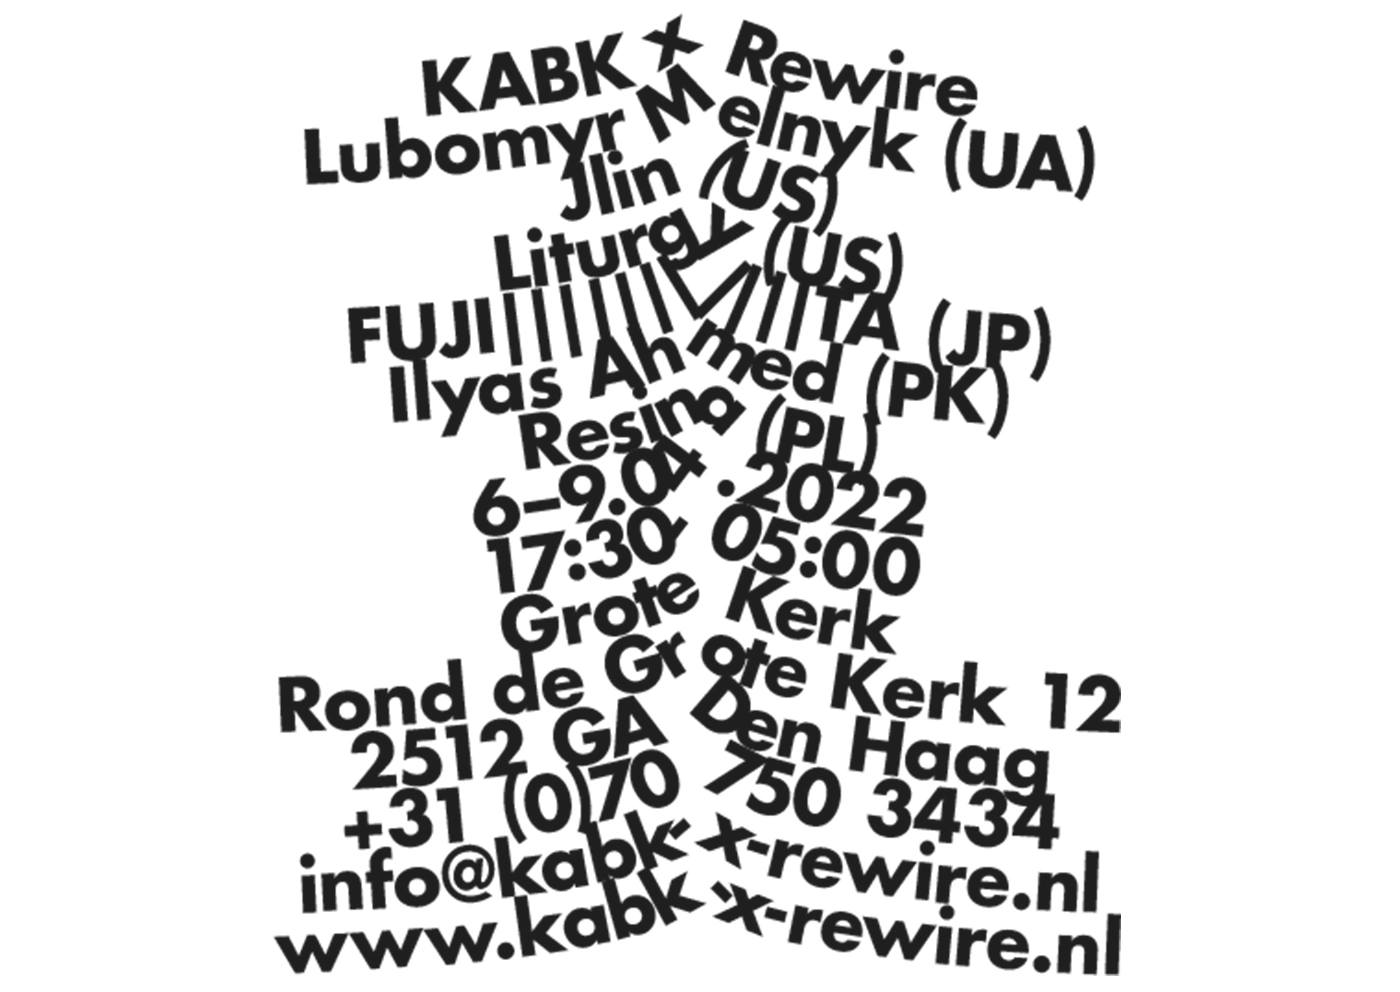 KABK x Rewire
Lubomyr Melnyk (UA)
Jlin (US)
Liturgy (US)
FUJI|||||||||||TA (JP)
Ilyas Ahmed (PK)
Resina (PL)
6–9.04.2022
17:30-05:00
Grote Kerk
Rond de Grote Kerk 12
2512 GA Den Haag
+31 (0)70 750 3434
info@kabk-x-rewire.nl
www.kabk-x-rewire.nl